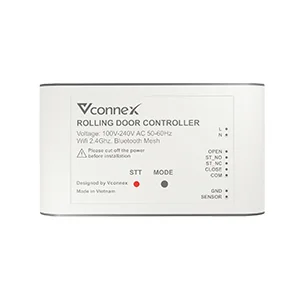 Vconnex
ROLLING DOOR CONTROLLER
Voltage: 100V-240V AC 50-60Hz
Wifi 2.4Ghz, Bluetooth Mesh
Please cut off the power
before installation
L
N
OPEN
ST_NO
ST_NC
CLOSE
COM
GND
SENSOR
STT
MODE
Designed by Vconnex
Made in Vietnam